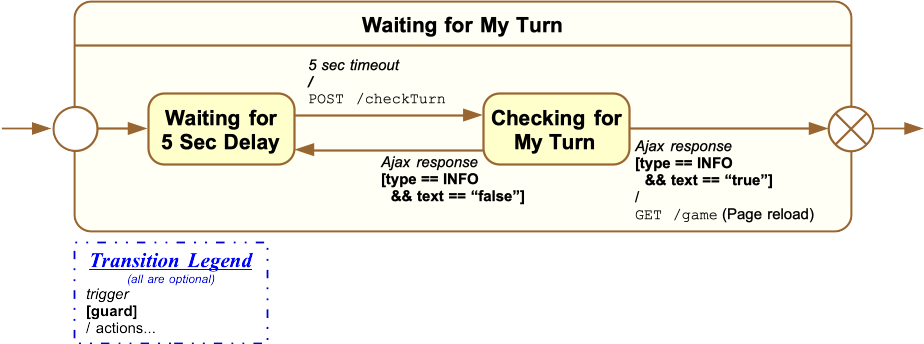 Waiting for My Turn
5 sec timeout
/
POST /checkTurn
Waiting for
5 Sec Delay
Checking for
My Turn
Ajax response
[type == INFO
&& text == “false”]
Ajax response
[type == INFO
&& text == “true”]
/
GET /game (Page reload)
Transition Legend
(all are optional)
trigger
[guard]
/ actions...